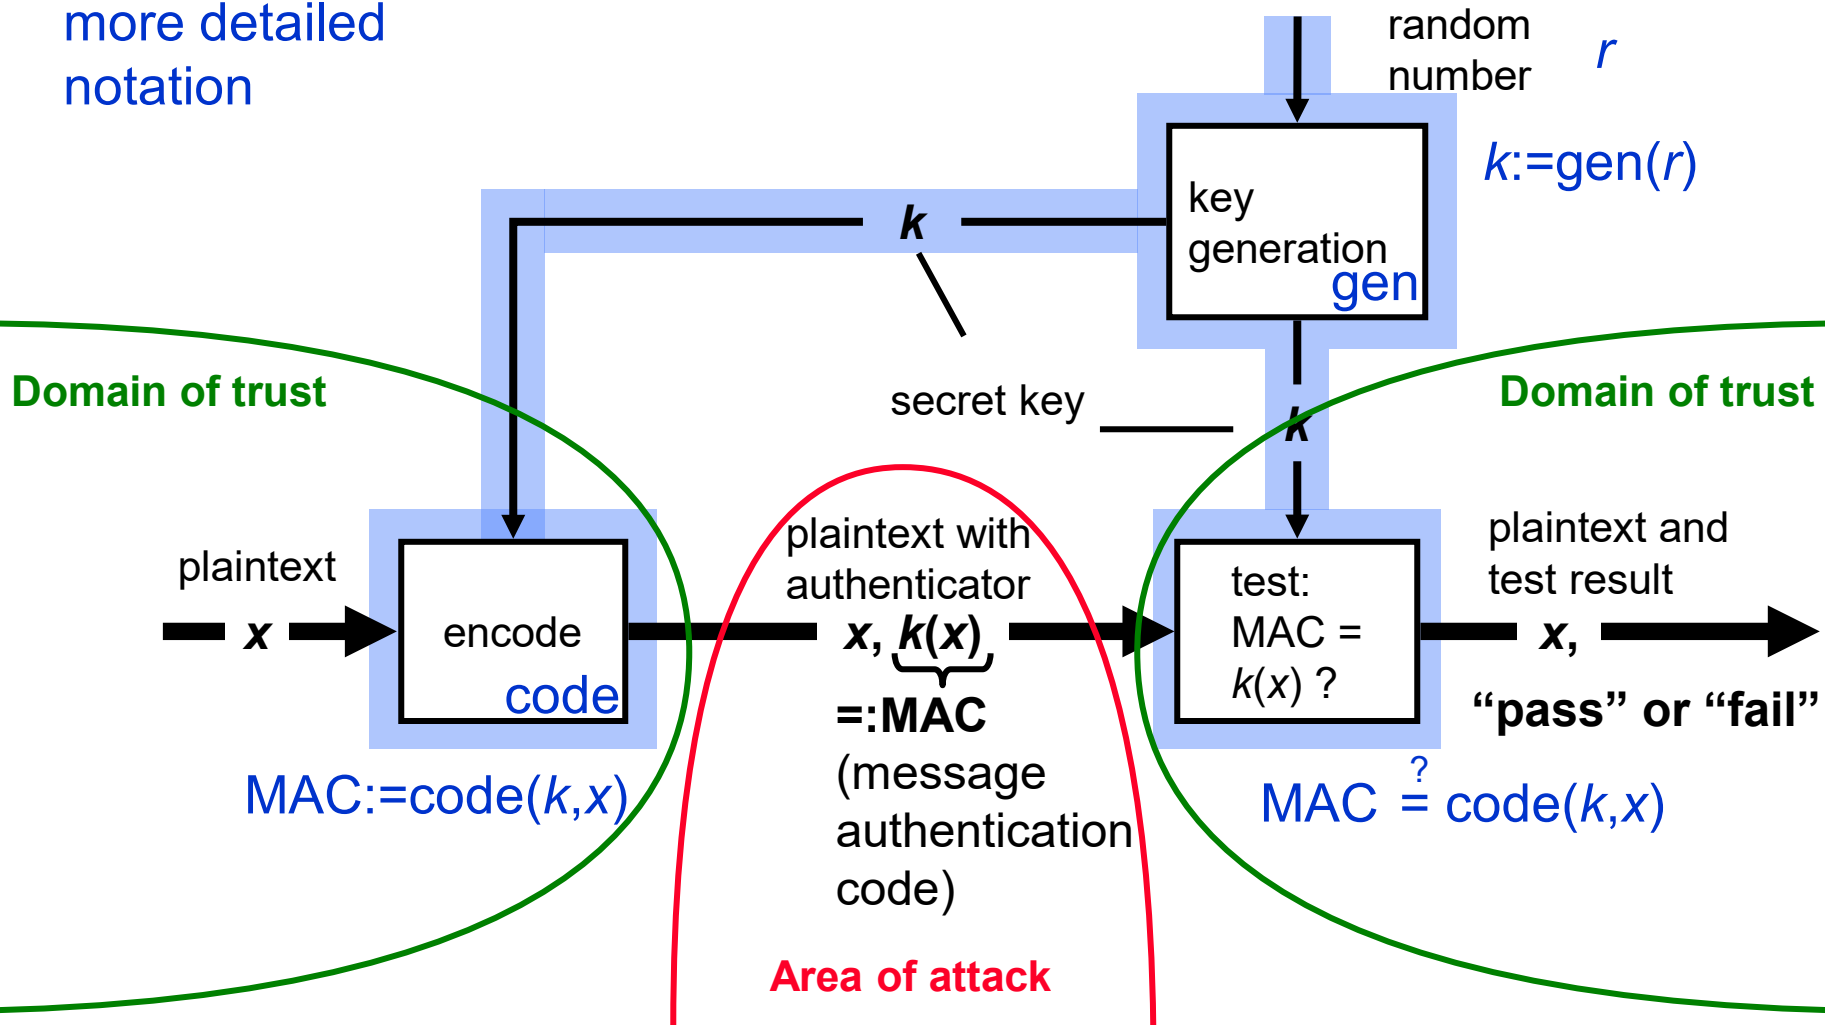 more detailed
notation
random
number
r
k:=gen(r)
key
generation
gen
k
Domain of trust
secret key
k
Domain of trust
plaintext
x
encode
code
MAC:=code(k,x)
plaintext with
authenticator
x, k(x)
=:MAC
(message
authentication
code)
Area of attack
test:
MAC =
k(x) ?
MAC ?= code(k,x)
plaintext and
test result
x,
“pass” or “fail”